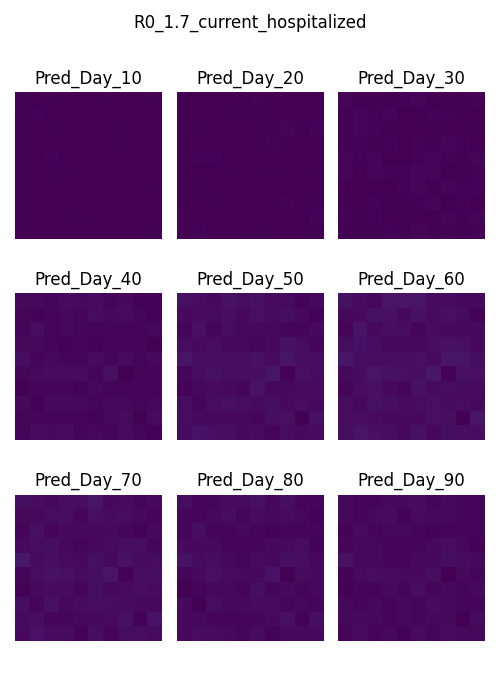 R0_1.7_current_hospitalized
Pred_Day_10 Pred_Day_20 Pred_Day_30
Pred_Day_40 Pred_Day_50 Pred_Day_60
Pred_Day_70 Pred_Day_80 Pred_Day_90